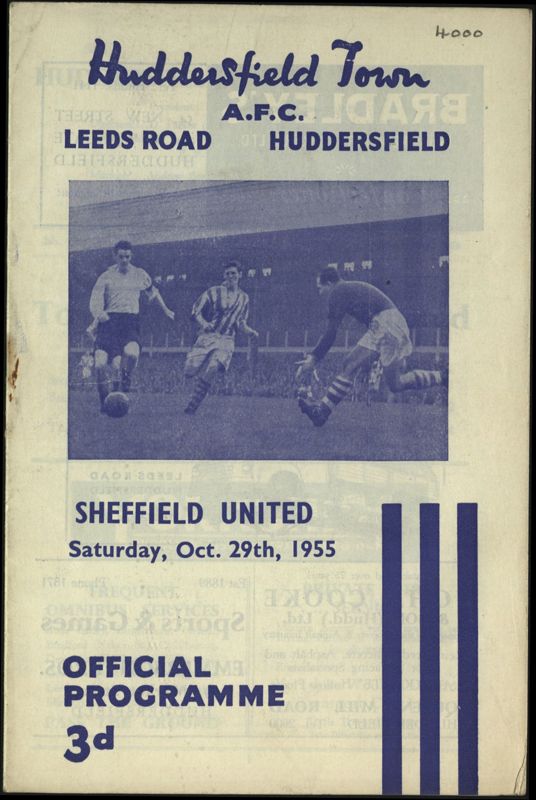 4000
Huddersfield Town
A.F.C.
LEEDS ROAD HUDDERSFIELD
SHEFFIELD UNITED
Saturday, Oct. 29th, 1955
OFFICIAL
PROGRAMME
3d